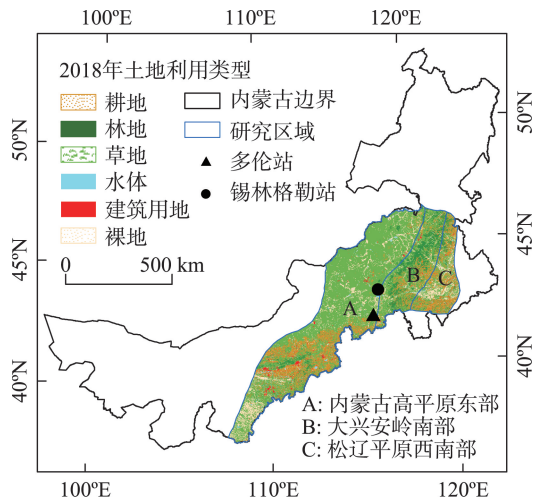 100ºE 110ºE 120ºE
2018年土地利用类型
耕地 内蒙古边界
林地 研究区域
草地 多伦站
水体 锡林格勒站
建筑用地
裸地
0 500 km
50ºN 50ºN
45ºN 45ºN
40ºN 40ºN
A B C
A: 内蒙古高平原东部
B: 大兴安岭南部
C: 松辽平原西南部
100ºE 110ºE 120ºE